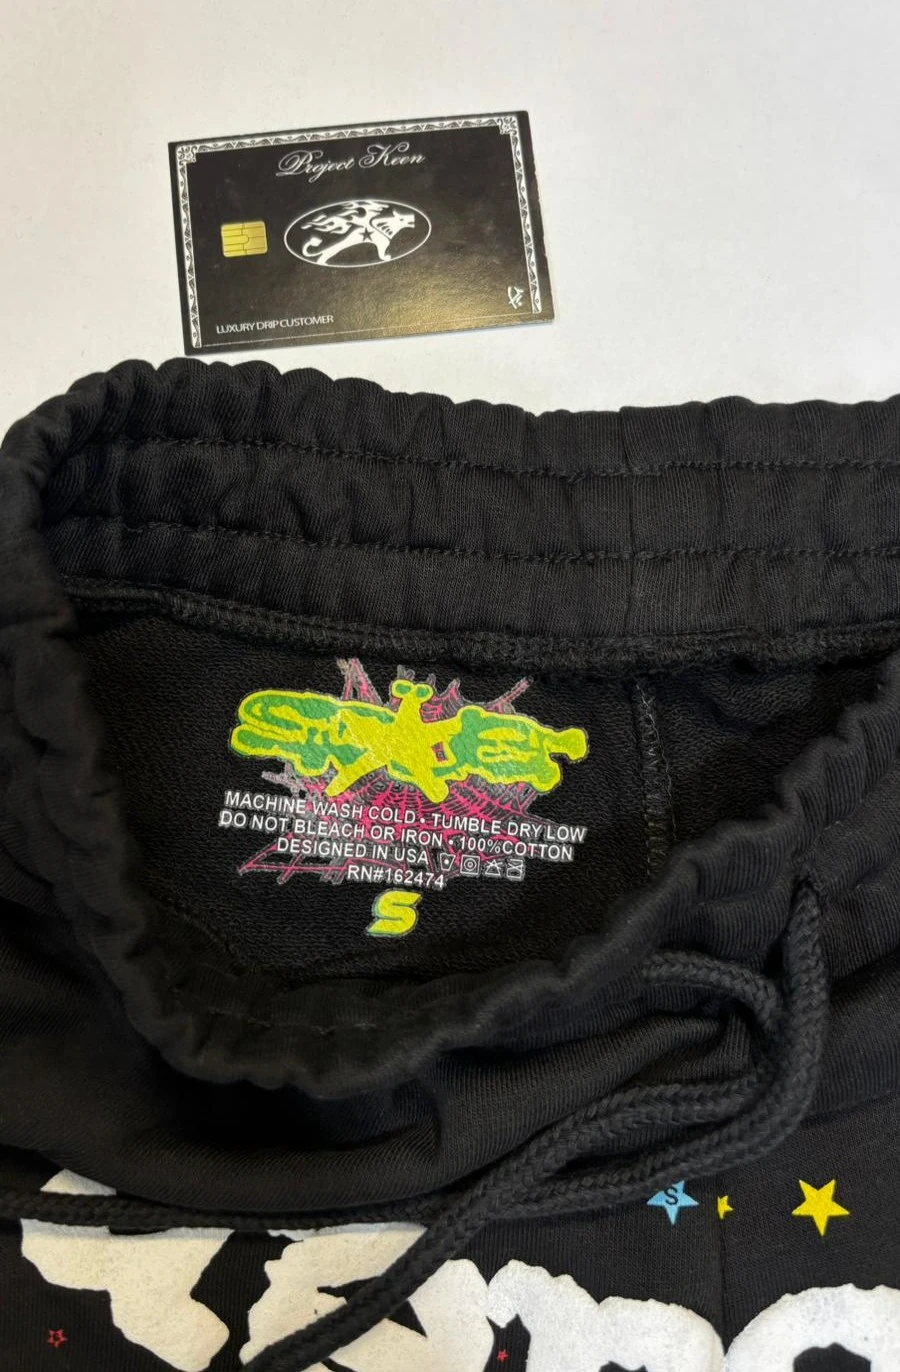 Project Keen
LUXURY DRIP CUSTOMER
MACHINE WASH COLD • TUMBLE DRY LOW
DO NOT BLEACH OR IRON • 100%COTTON
DESIGNED IN USA
RN#162474
S
S